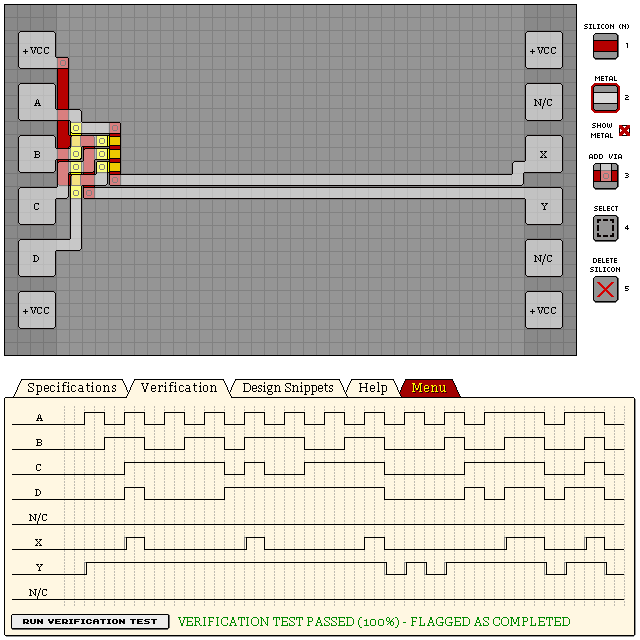 SILICON (N)
1
METAL
2
SHOW
METAL
ADD VIA
3
SELECT
4
DELETE
SILICON
5
+VCC
A
B
C
D
+VCC
+VCC
N/C
X
Y
N/C
+VCC
Specifications
Verification
Design Snippets
Help
Menu
A
B
C
D
N/C
X
Y
N/C
RUN VERIFICATION TEST
VERIFICATION TEST PASSED (100%) - FLAGGED AS COMPLETED